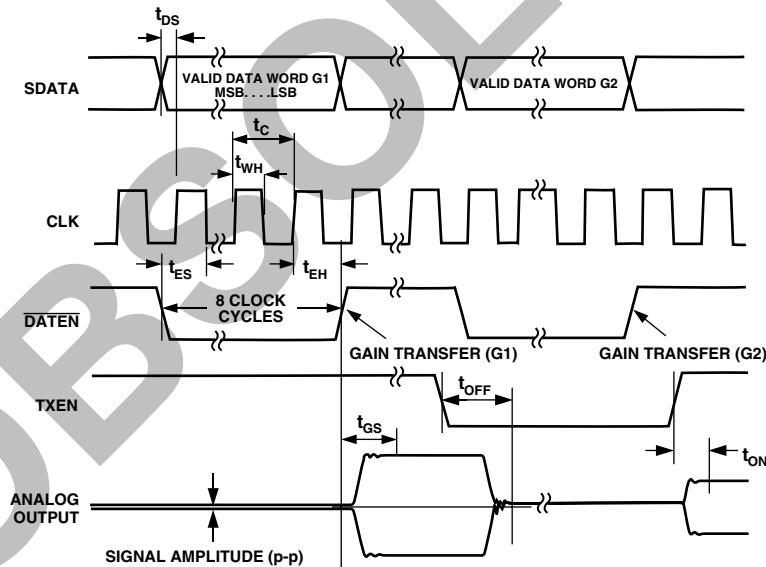 OBSOLETE
tDS
SDATA
VALID DATA WORD G1
MSB. . . .LSB
VALID DATA WORD G2
tC
tWH
CLK
tES
tEH
DATEN
8 CLOCK
CYCLES
GAIN TRANSFER (G1)
GAIN TRANSFER (G2)
TXEN
tOFF
tGS
tON
ANALOG
OUTPUT
SIGNAL AMPLITUDE (p-p)